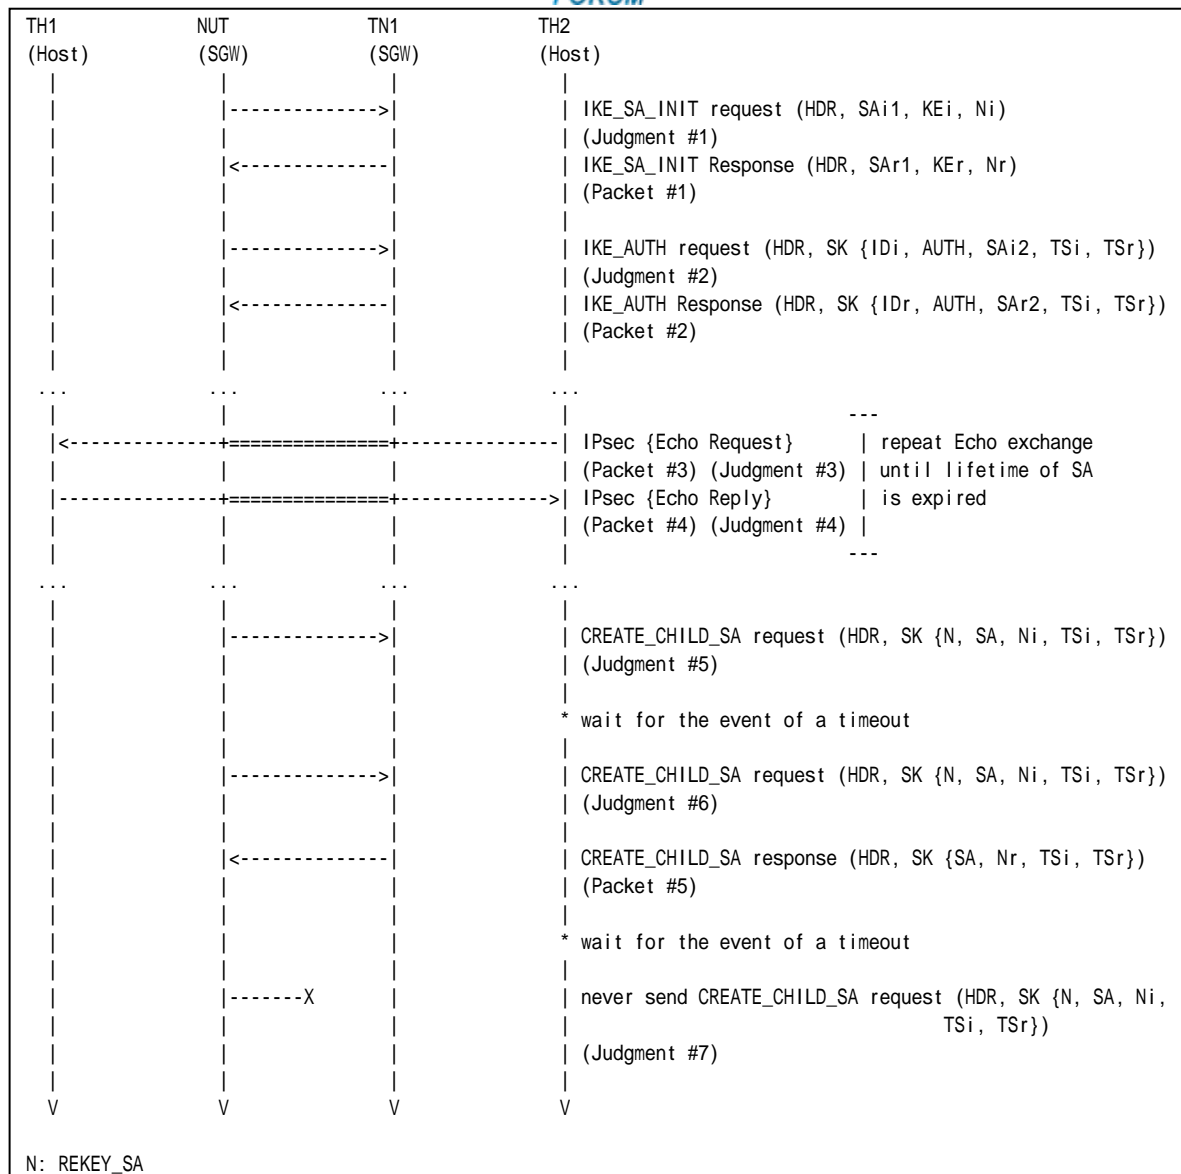 FORUM
TH1 NUT TN1 TH2
(Host) (SGW) (SGW) (Host)
| | | |
| |-------------->| | IKE_SA_INIT request (HDR, SAi1, KEi, Ni)
| | | | (Judgment #1)
| |<--------------| | IKE_SA_INIT Response (HDR, SAr1, KEr, Nr)
| | | | (Packet #1)
| | | |
| |-------------->| | IKE_AUTH request (HDR, SK {IDi, AUTH, SAi2, TSi, TSr})
| | | | (Judgment #2)
| |<--------------| | IKE_AUTH Response (HDR, SK {IDr, AUTH, SAr2, TSi, TSr})
| | | | (Packet #2)
| | | |
... ... ... ...
| | | | ---
|<--------------+===============+---------------| IPsec {Echo Request} | repeat Echo exchange
| | | | (Packet #3) (Judgment #3) | until lifetime of SA
|---------------+===============+-------------->| IPsec {Echo Reply} | is expired
| | | | (Packet #4) (Judgment #4) |
| | | | ---
... ... ... ...
| | | |
| |-------------->| | CREATE_CHILD_SA request (HDR, SK {N, SA, Ni, TSi, TSr})
| | | | (Judgment #5)
| | | |
| | | * wait for the event of a timeout
| | | |
| |-------------->| | CREATE_CHILD_SA request (HDR, SK {N, SA, Ni, TSi, TSr})
| | | | (Judgment #6)
| | | |
| |<--------------| | CREATE_CHILD_SA response (HDR, SK {SA, Nr, TSi, TSr})
| | | | (Packet #5)
| | | |
| | | * wait for the event of a timeout
| | | |
| |-------X | | never send CREATE_CHILD_SA request (HDR, SK {N, SA, Ni,
| | | | TSi, TSr})
| | | | (Judgment #7)
| | | |
V V V V
N: REKEY_SA